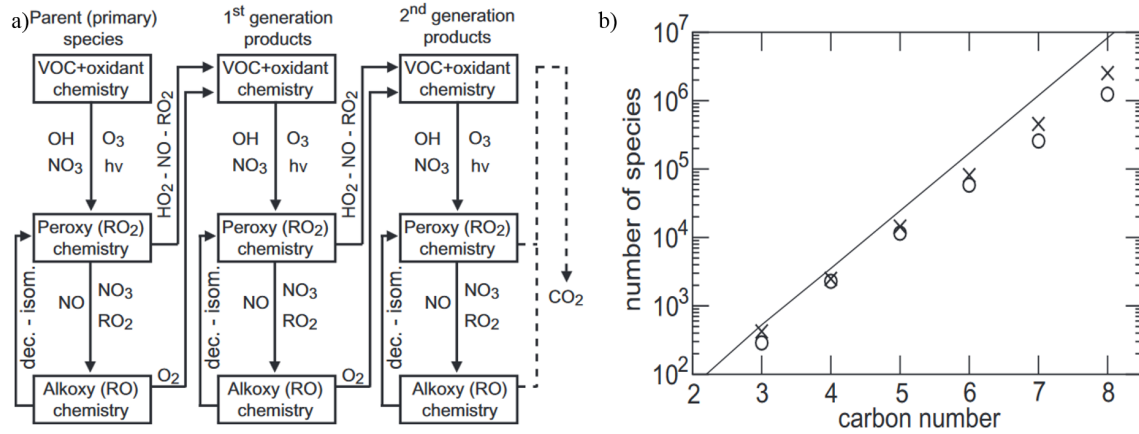 a)
Parent (primary)
species
1st generation
products
2nd generation
products
VOC+oxidant
chemistry
VOC+oxidant
chemistry
VOC+oxidant
chemistry
OH O3
NO3 hν
HO2 - NO - RO2
OH O3
NO3 hν
HO2 - NO - RO2
OH O3
NO3 hν
Peroxy (RO2)
chemistry
Peroxy (RO2)
chemistry
Peroxy (RO2)
chemistry
dec. - isom.
NO NO3
RO2
dec. - isom.
NO NO3
RO2
dec. - isom.
NO NO3
RO2
CO2
Alkoxy (RO)
chemistry
O2
Alkoxy (RO)
chemistry
O2
Alkoxy (RO)
chemistry
b)
number of species
10^7
10^6
10^5
10^4
10^3
10^2
2 3 4 5 6 7 8
carbon number